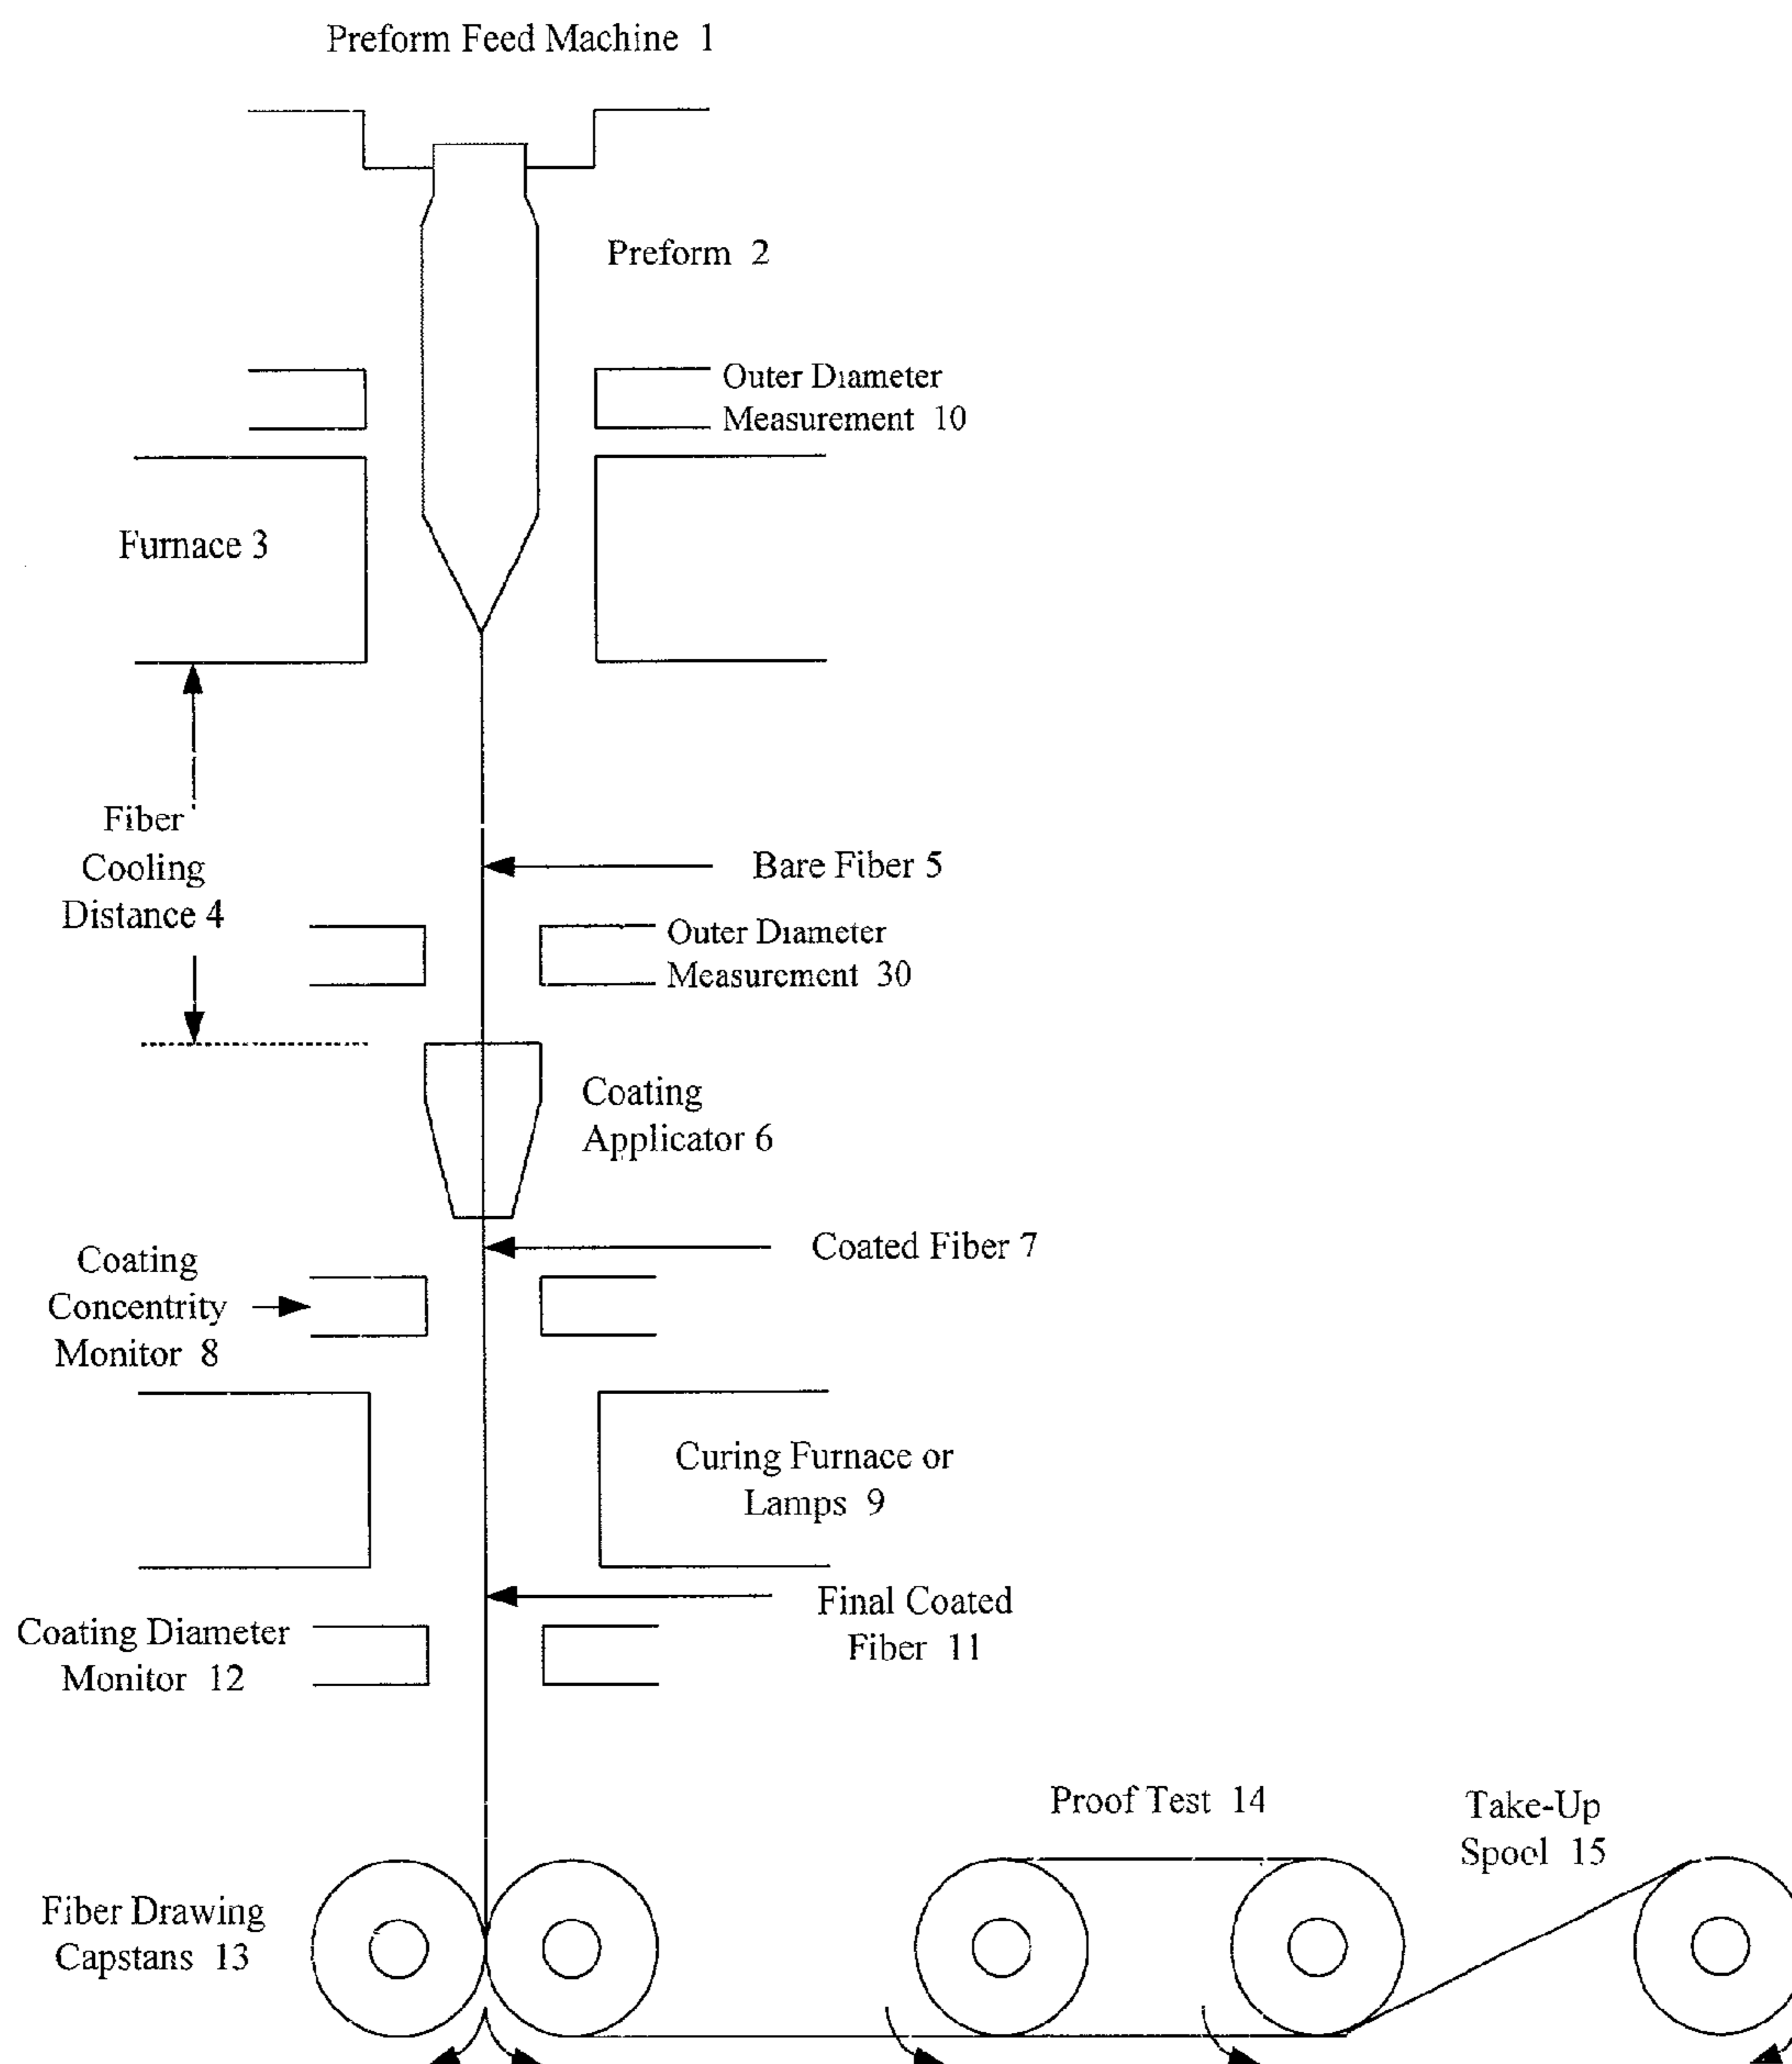 Preform Feed Machine 1
Preform 2
Outer Diameter
Measurement 10
Furnace 3
Fiber
Cooling
Distance 4
Bare Fiber 5
Outer Diameter
Measurement 30
Coating
Applicator 6
Coated Fiber 7
Coating
Concentrity
Monitor 8
Curing Furnace or
Lamps 9
Final Coated
Fiber 11
Coating Diameter
Monitor 12
Proof Test 14
Take-Up
Spool 15
Fiber Drawing
Capstans 13